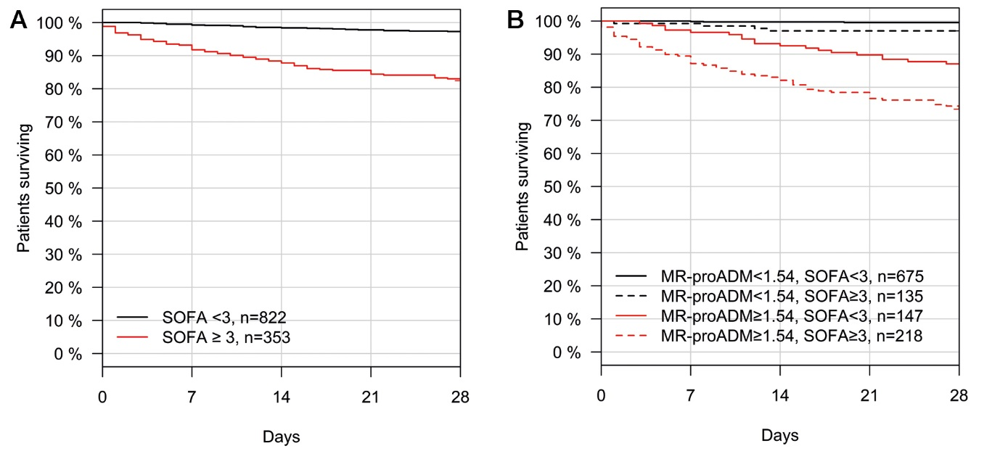 A
100 %
90 %
80 %
70 %
60 %
50 %
40 %
30 %
20 %
10 %
0 %
Patients surviving
SOFA <3, n=822
SOFA ≥ 3, n=353
0 7 14 21 28
Days
B
100 %
90 %
80 %
70 %
60 %
50 %
40 %
30 %
20 %
10 %
0 %
Patients surviving
MR-proADM<1.54, SOFA<3, n=675
MR-proADM<1.54, SOFA≥3, n=135
MR-proADM≥1.54, SOFA<3, n=147
MR-proADM≥1.54, SOFA≥3, n=218
0 7 14 21 28
Days